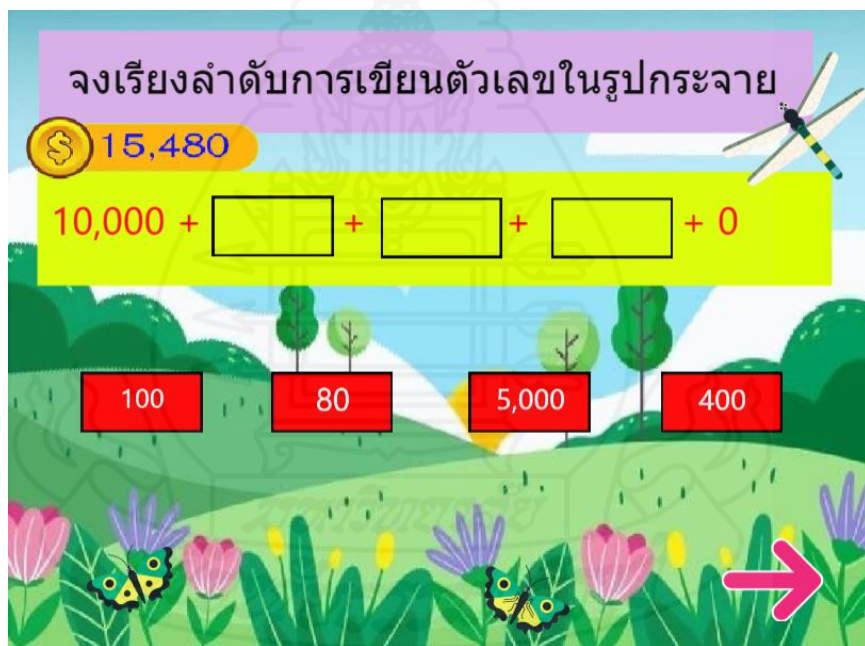 จงเรียงลำดับการเขียนตัวเลขในรูปกระจาย
$ 15,480
10,000 + + + + 0
100 80 5,000 400